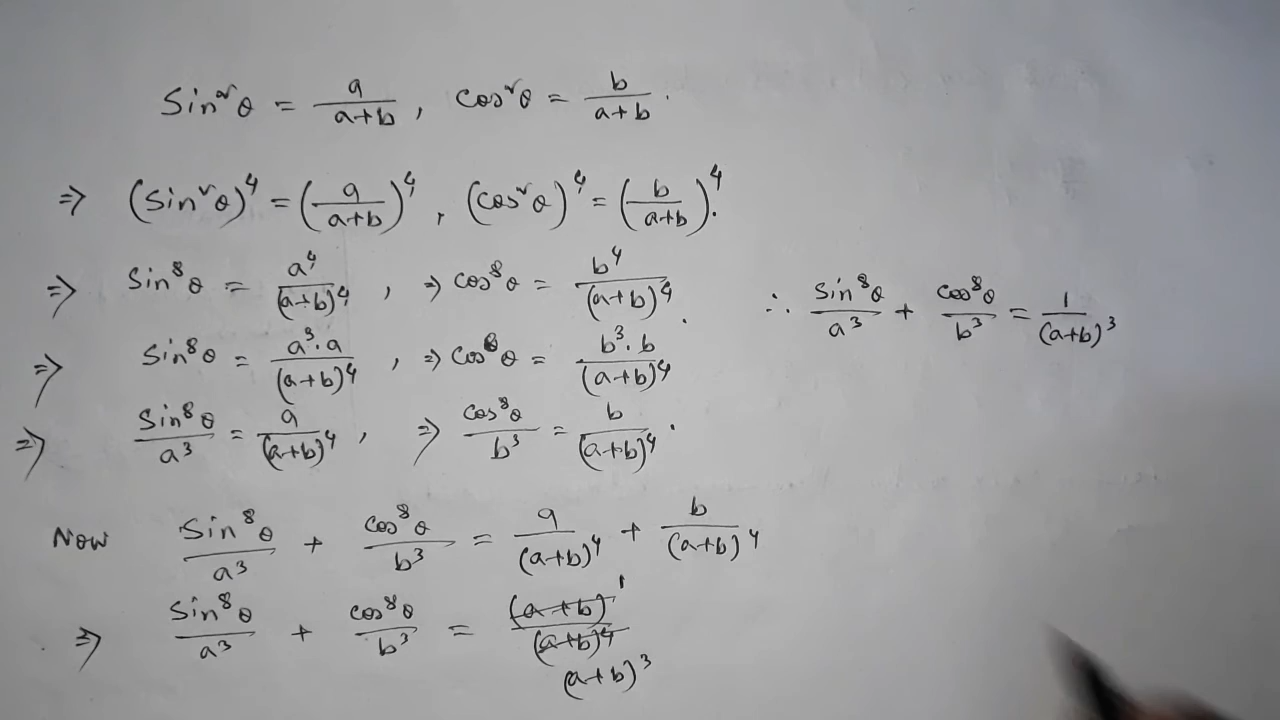 Sin²θ = a/(a+b) , cos²θ = b/(a+b) .
⇒ (Sin²θ)⁴ = (a/(a+b))⁴ , (cos²θ)⁴ = (b/(a+b))⁴.
⇒ Sin⁸θ = a⁴/(a+b)⁴ , ⇒ cos⁸θ = b⁴/(a+b)⁴ .
⇒ Sin⁸θ = a³·a/(a+b)⁴ , ⇒ cos⁸θ = b³·b/(a+b)⁴
⇒ Sin⁸θ/a³ = a/(a+b)⁴ , ⇒ cos⁸θ/b³ = b/(a+b)⁴ .
Now Sin⁸θ/a³ + cos⁸θ/b³ = a/(a+b)⁴ + b/(a+b)⁴
⇒ Sin⁸θ/a³ + cos⁸θ/b³ = (a+b) 1/(a+b)⁴ (a+b)³
∴ Sin⁸θ/a³ + cos⁸θ/b³ = 1/(a+b)³